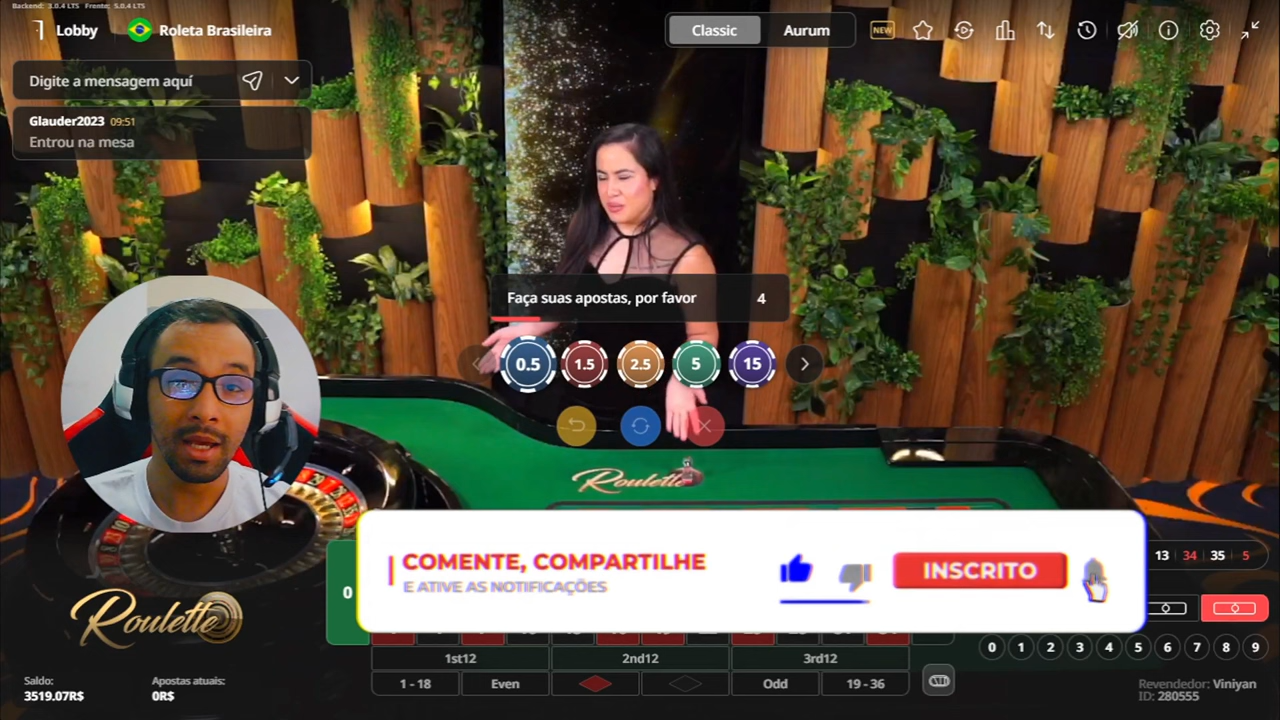 Backend: 3.0.4 LTS Fronte: 5.0.4 LTS
Lobby
Roleta Brasileira
Classic
Aurum
NEW
Digite a mensagem aquí
Glauder2023 09:51
Entrou na mesa
Faça suas apostas, por favor 4
0.5 1.5 2.5 5 15
Roulette
COMENTE, COMPARTILHE
E ATIVE AS NOTIFICAÇÕES
INSCRITO
13 34 35 5
0
Roulette
0 1 2 3 4 5 6 7 8 9
1st12 2nd12 3rd12
1 - 18 Even Odd 19 - 36
Saldo:
3519.07R$
Apostas atuais:
0R$
Revendedor: Viniyan
ID: 280555